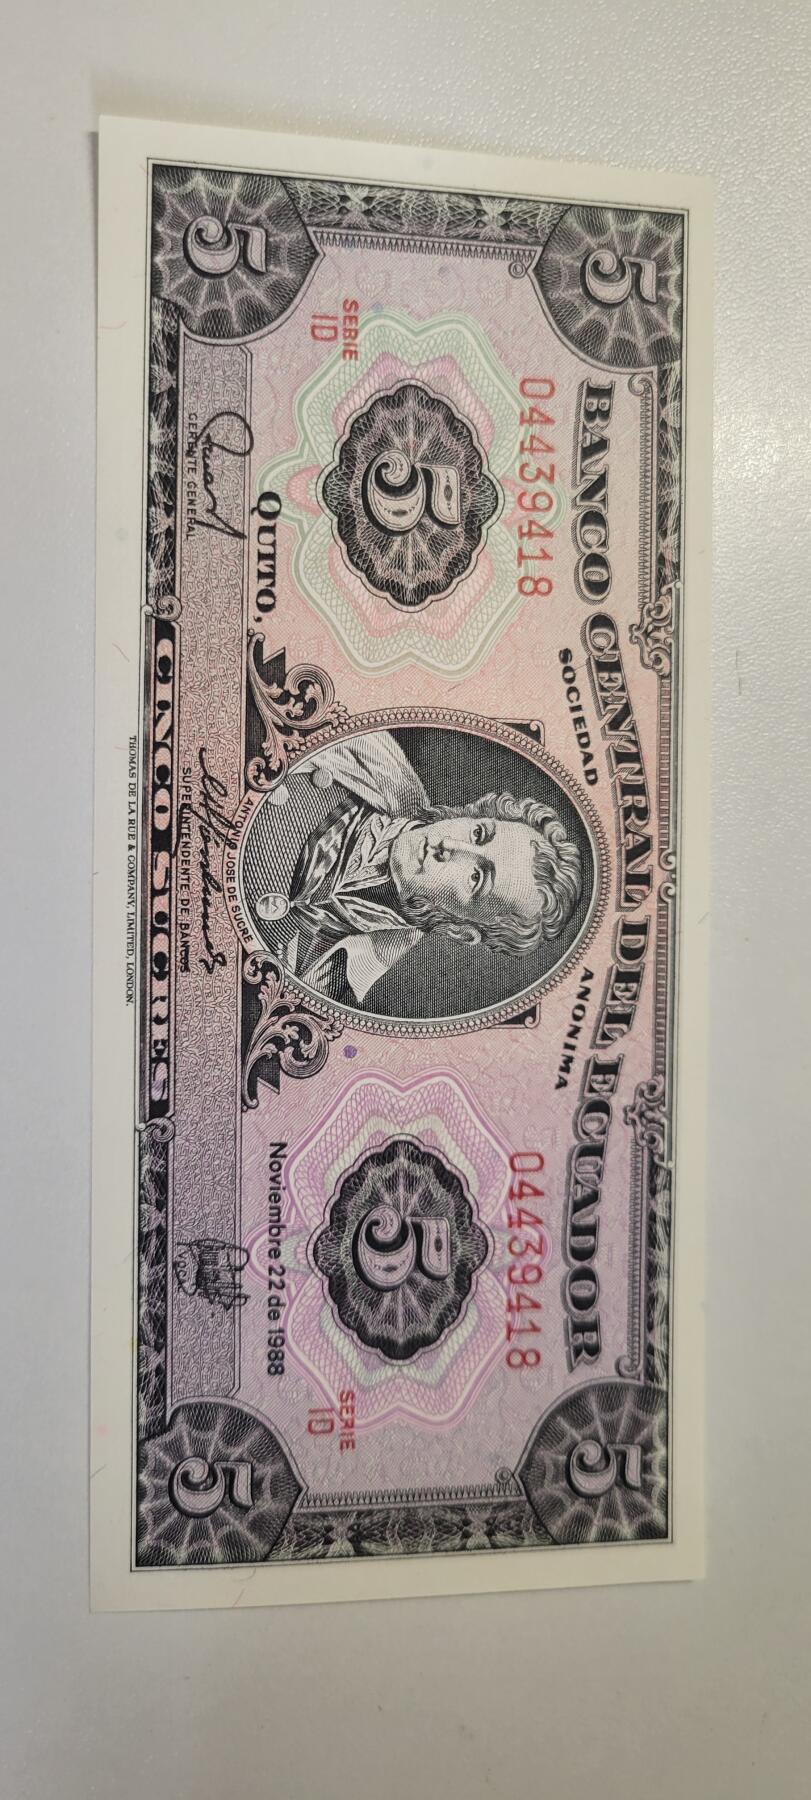 5
5
BANCO CENTRAL DEL ECUADOR
SOCIEDAD
ANONIMA
04439418
04439418
5
5
SERIE
ID
SERIE
ID
QUITO,
Noviembre 22 de 1988
ANTONIO JOSE DE SUCRE
GERENTE GENERAL
SUPERINTENDENTE DE BANCOS
5
5
CINCO SUCRES
THOMAS DE LA RUE & COMPANY, LIMITED, LONDON.